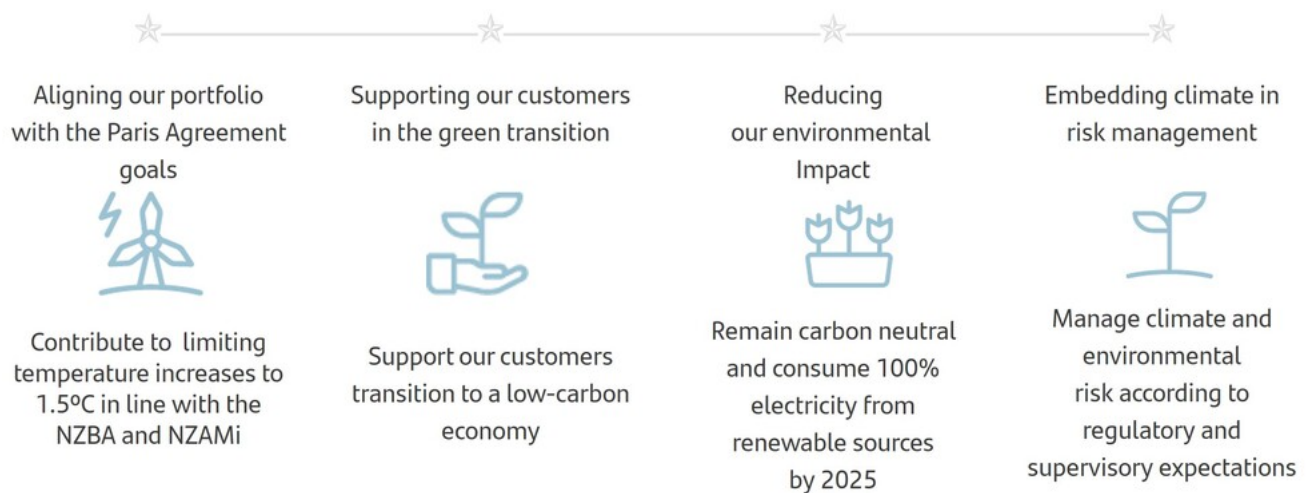 Aligning our portfolio
with the Paris Agreement
goals
Contribute to limiting
temperature increases to
1.5ºC in line with the
NZBA and NZAMi
Supporting our customers
in the green transition
Support our customers
transition to a low-carbon
economy
Reducing
our environmental
Impact
Remain carbon neutral
and consume 100%
electricity from
renewable sources
by 2025
Embedding climate in
risk management
Manage climate and
environmental
risk according to
regulatory and
supervisory expectations